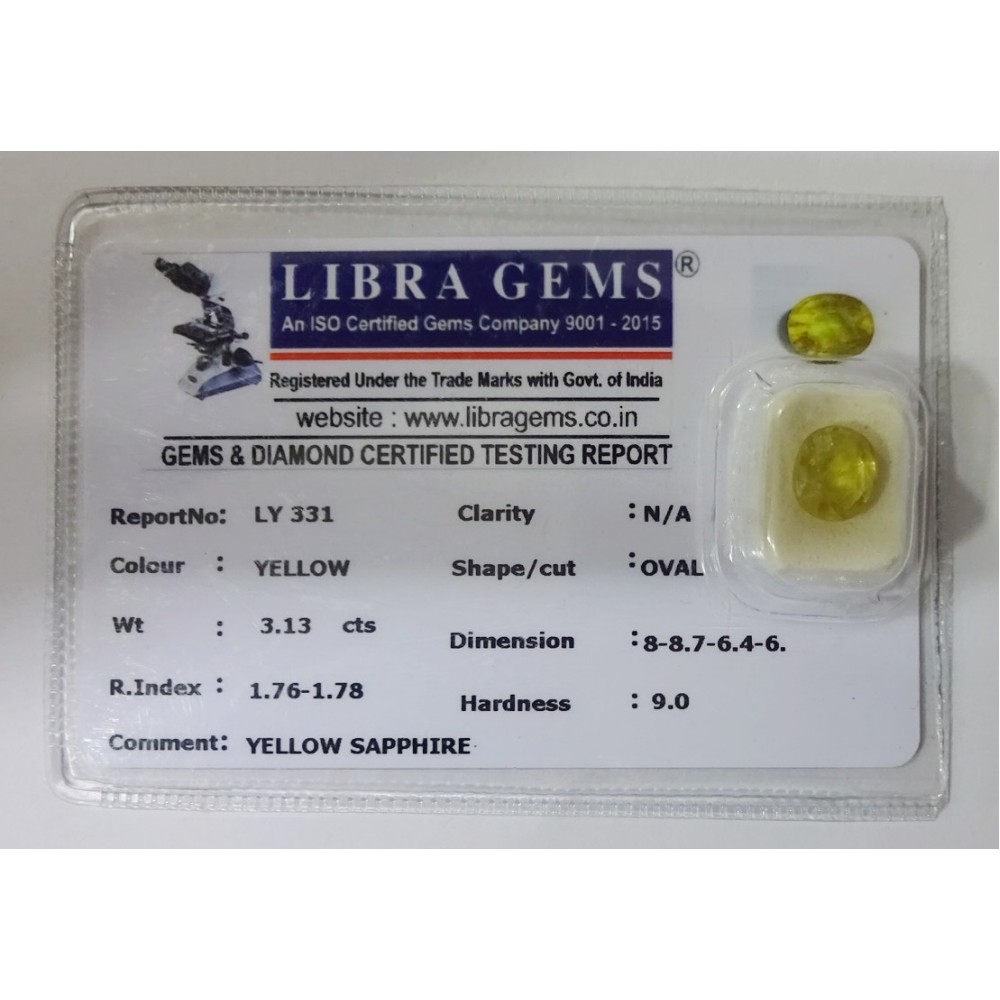 LIBRA GEMS ®
An ISO Certified Gems Company 9001 - 2015
Registered Under the Trade Marks with Govt. of India
website : www.libragems.co.in
GEMS & DIAMOND CERTIFIED TESTING REPORT
ReportNo: LY 331 Clarity : N/A
Colour : YELLOW Shape/cut : OVAL
Wt : 3.13 cts Dimension :8-8.7-6.4-6.
R.Index : 1.76-1.78 Hardness : 9.0
Comment: YELLOW SAPPHIRE